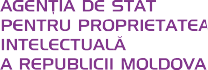 AGENȚIA DE STAT
PENTRU PROPRIETATEA
INTELECTUALĂ
A REPUBLICII MOLDOVA